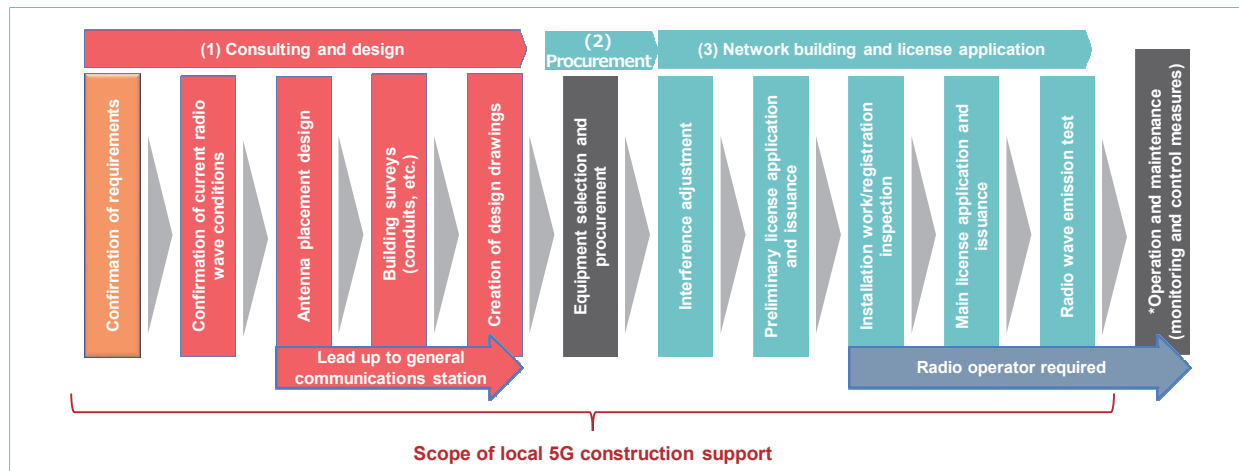 (1) Consulting and design
(2)
Procurement
(3) Network building and license application
Confirmation of requirements
Confirmation of current radio
wave conditions
Antenna placement design
Building surveys
(conduits, etc.)
Creation of design drawings
Equipment selection and
procurement
Interference adjustment
Preliminary license application
and issuance
Installation work/registration
inspection
Main license application and
issuance
Radio wave emission test
*Operation and maintenance
(monitoring and control measures)
Lead up to general
communications station
Radio operator required
Scope of local 5G construction support